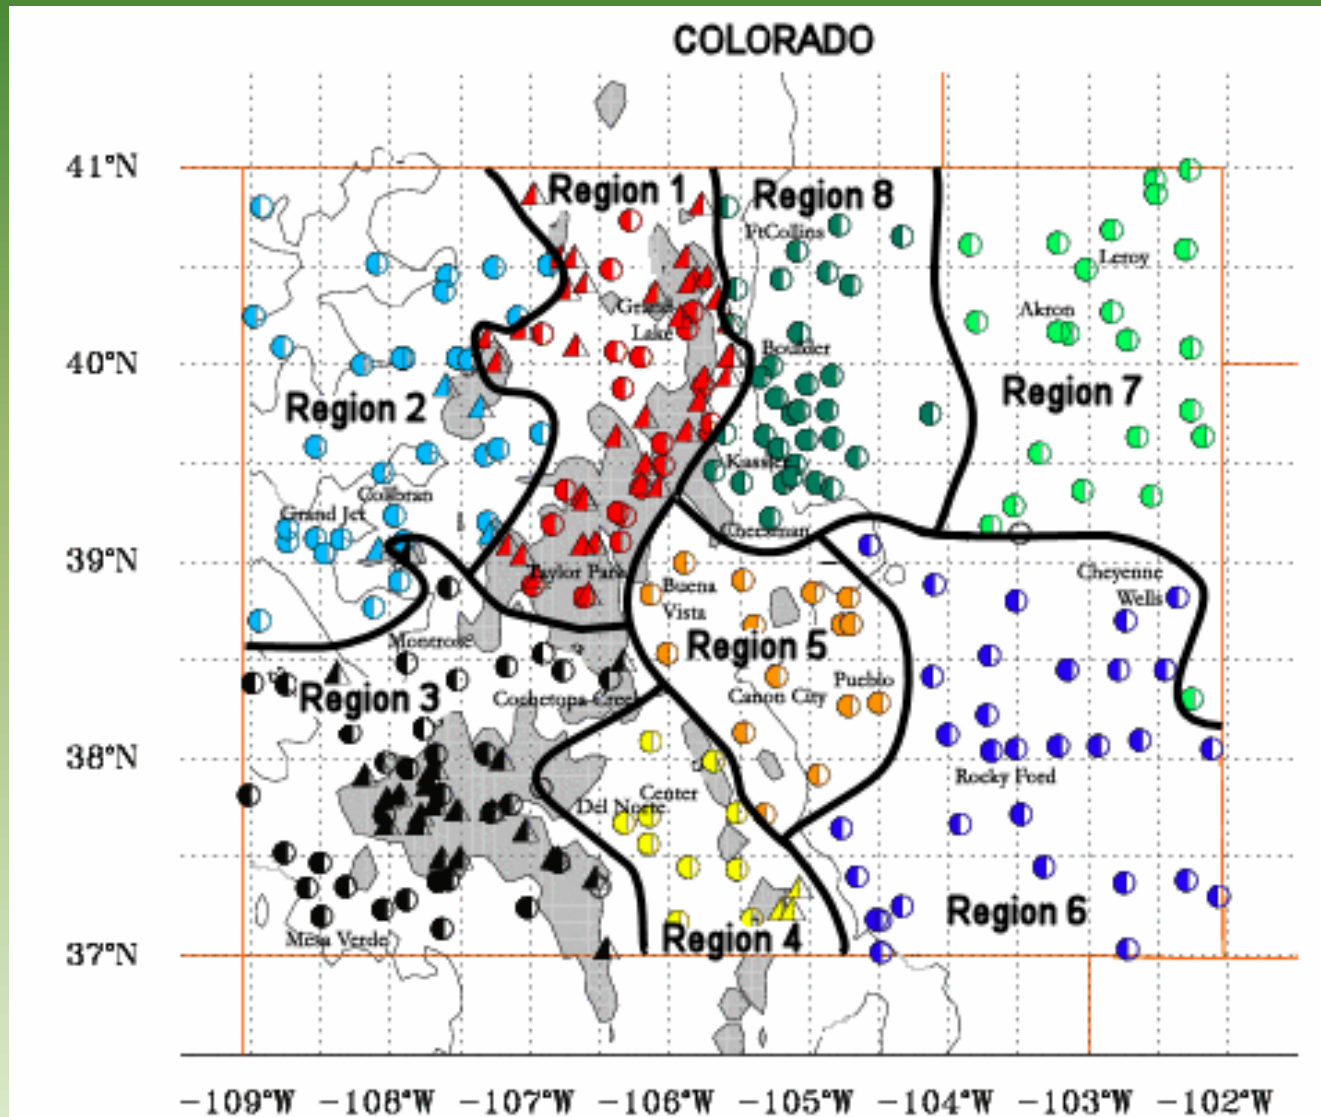 COLORADO
41°N
Region 1
Region 8
FtCollins
Leroy
Grand
Lake
Akron
Boulder
40°N
Region 7
Region 2
Kassler
Collbran
Grand Jct
Cheesman
39°N
Taylor Park
Buena
Vista
Cheyenne
Wells
Montrose
Region 5
Region 3
Cochetopa Creek
Canon City
Pueblo
38°N
Rocky Ford
Del Norte
Center
Region 6
Mesa Verde
Region 4
37°N
-109°W -108°W -107°W -106°W -105°W -104°W -103°W -102°W